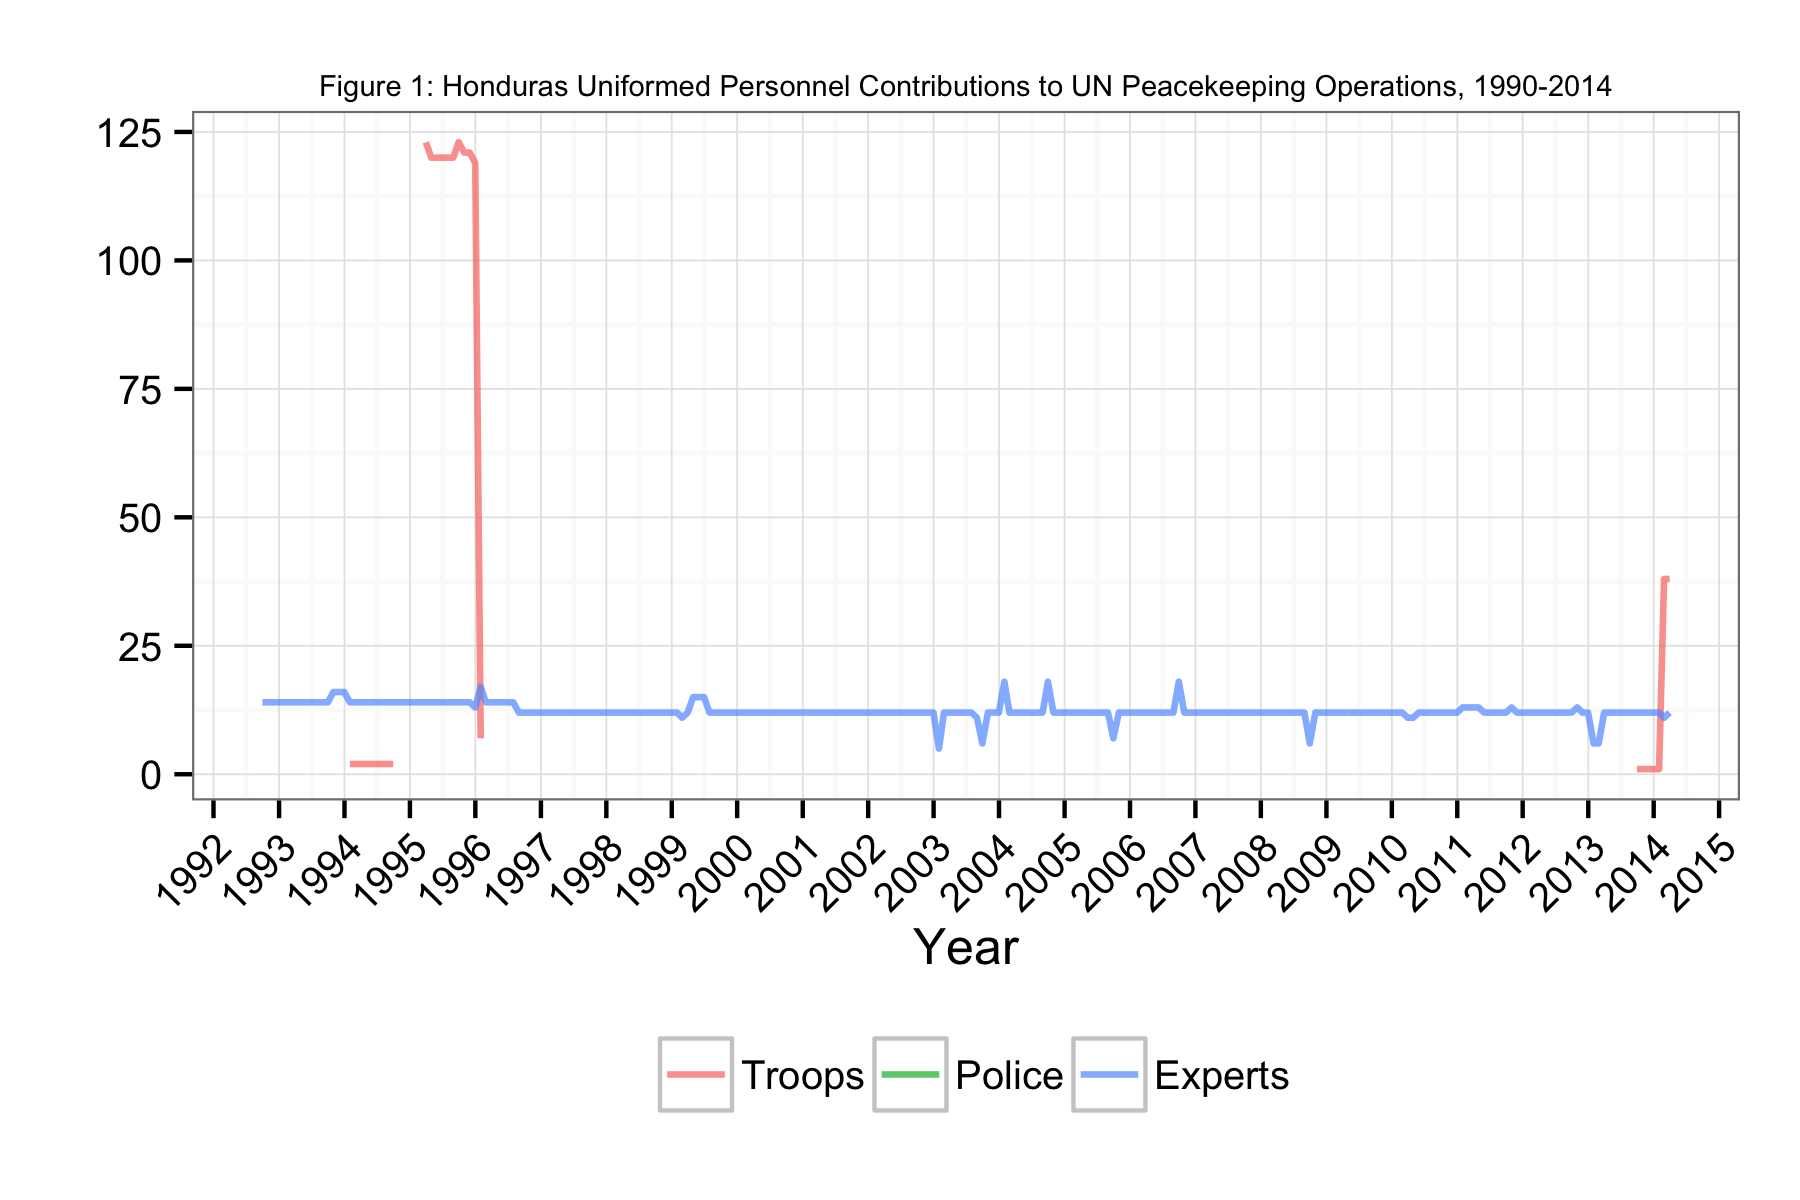 Figure 1: Honduras Uniformed Personnel Contributions to UN Peacekeeping Operations, 1990-2014
125
100
75
50
25
0
1992 1993 1994 1995 1996 1997 1998 1999 2000 2001 2002 2003 2004 2005 2006 2007 2008 2009 2010 2011 2012 2013 2014 2015
Year
Troops Police Experts